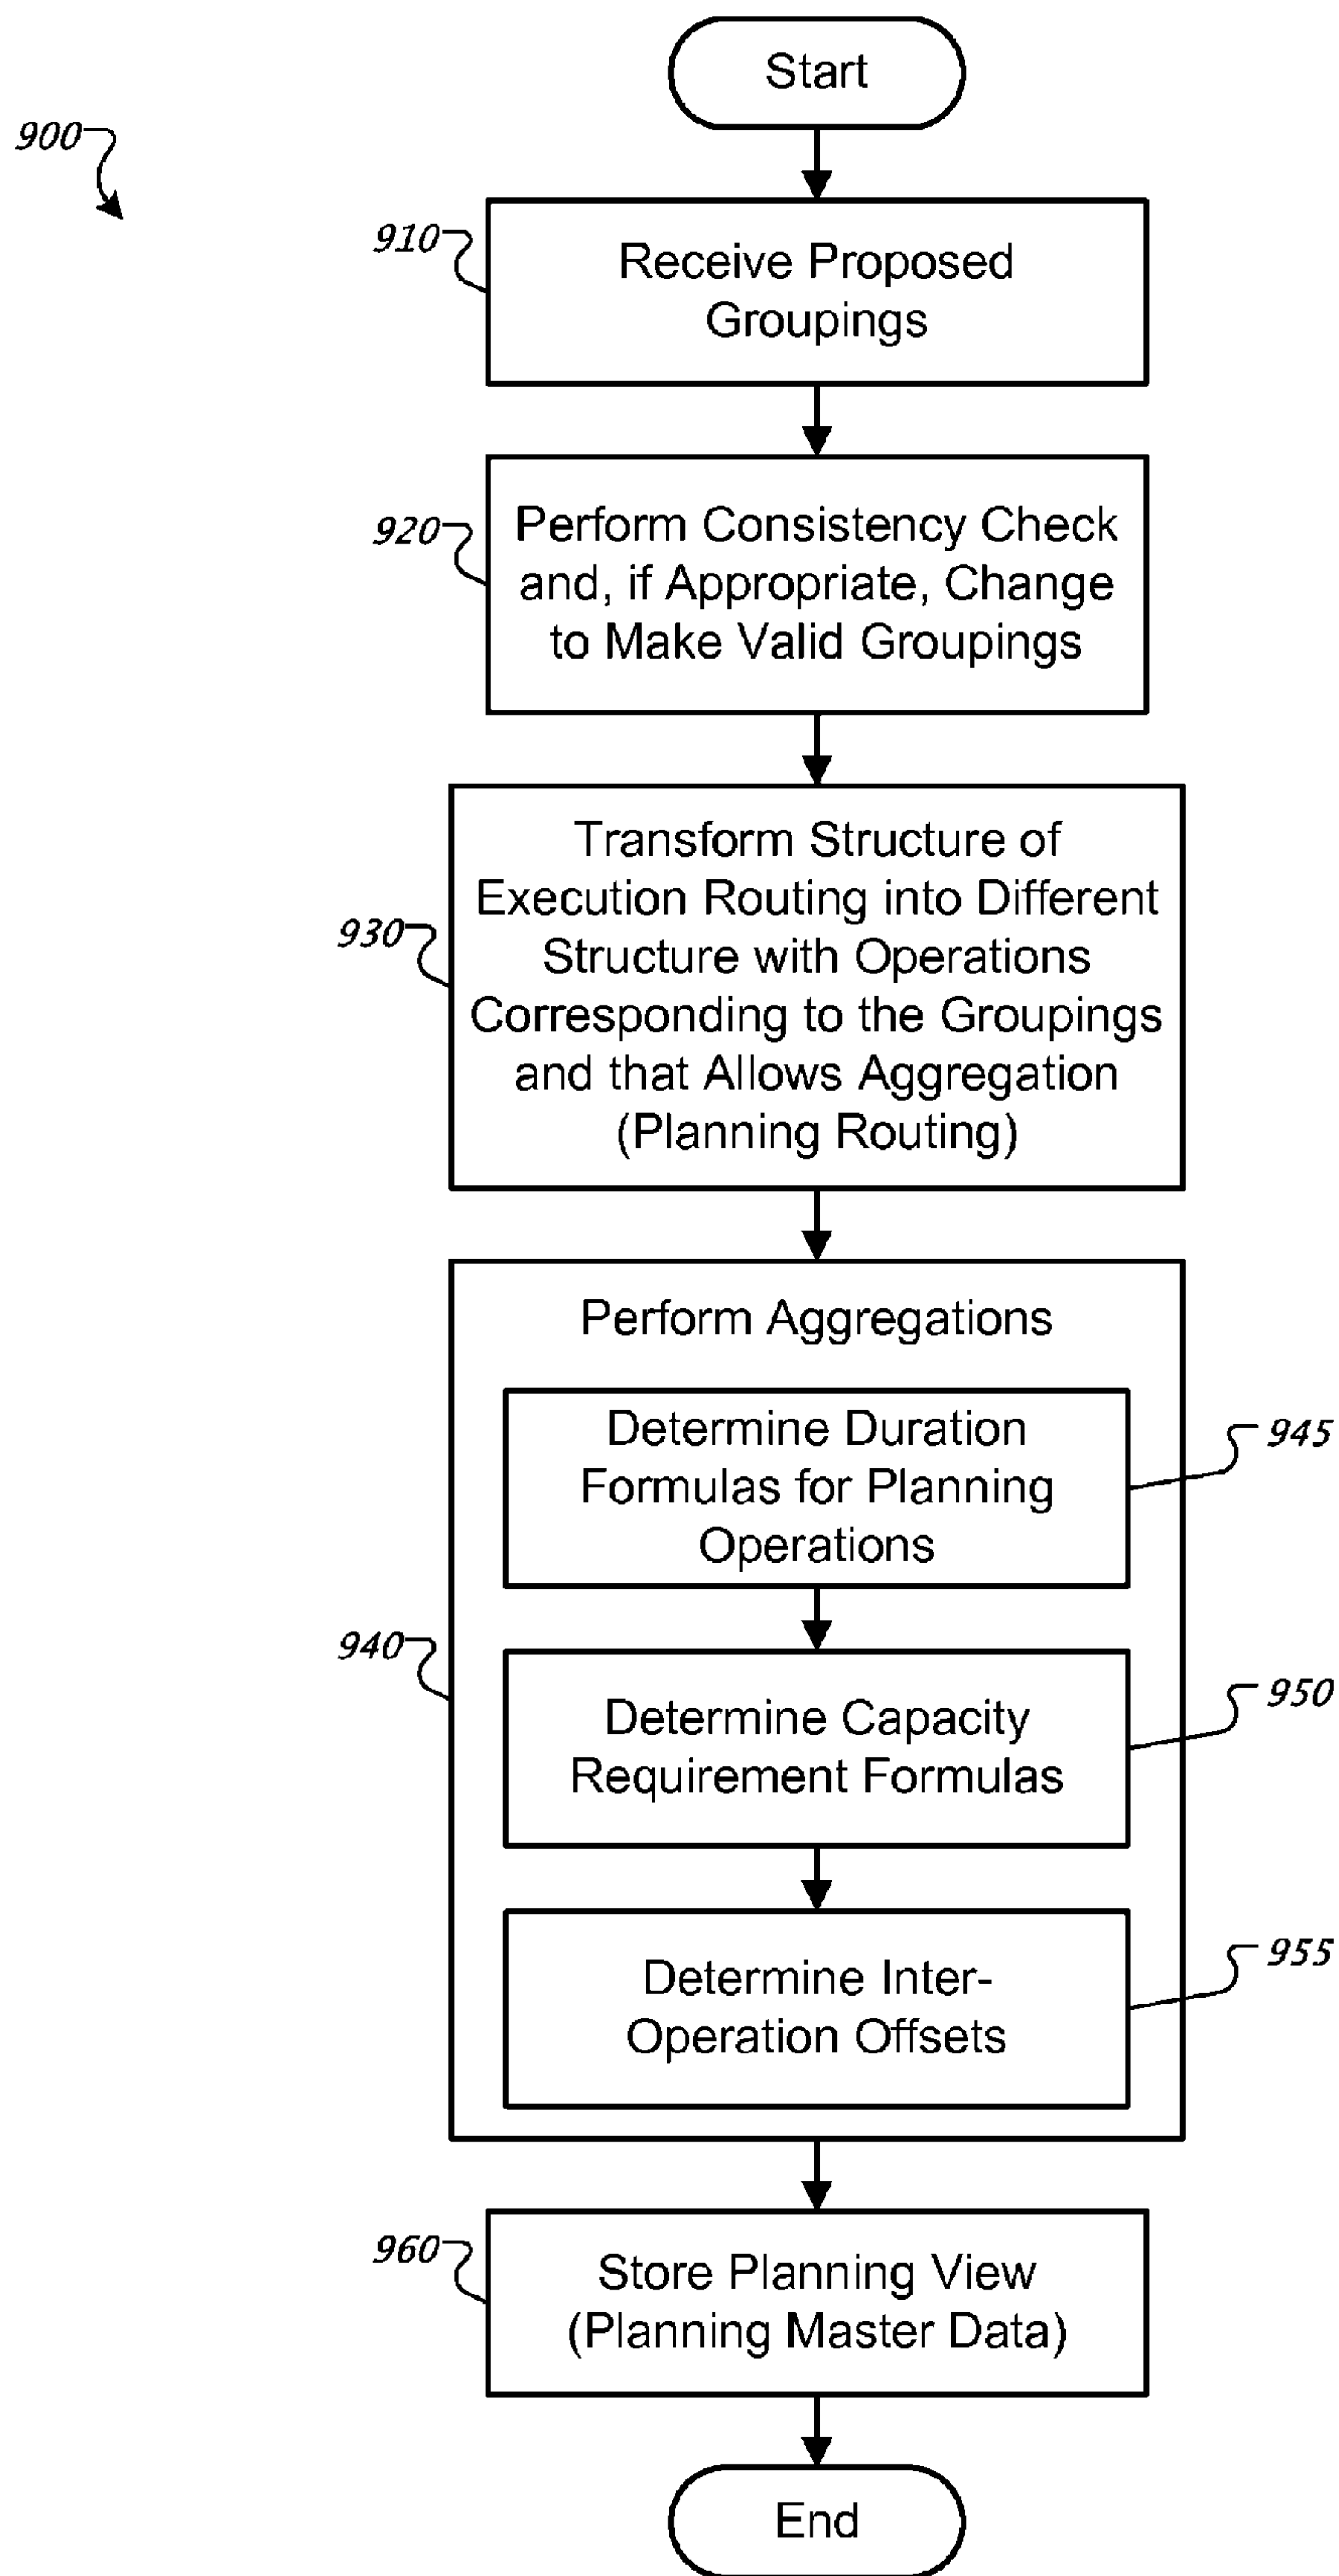 Start
900
910
Receive Proposed
Groupings
920
Perform Consistency Check
and, if Appropriate, Change
to Make Valid Groupings
930
Transform Structure of
Execution Routing into Different
Structure with Operations
Corresponding to the Groupings
and that Allows Aggregation
(Planning Routing)
940
Perform Aggregations
Determine Duration
Formulas for Planning
Operations
945
Determine Capacity
Requirement Formulas
950
Determine Inter-
Operation Offsets
955
960
Store Planning View
(Planning Master Data)
End